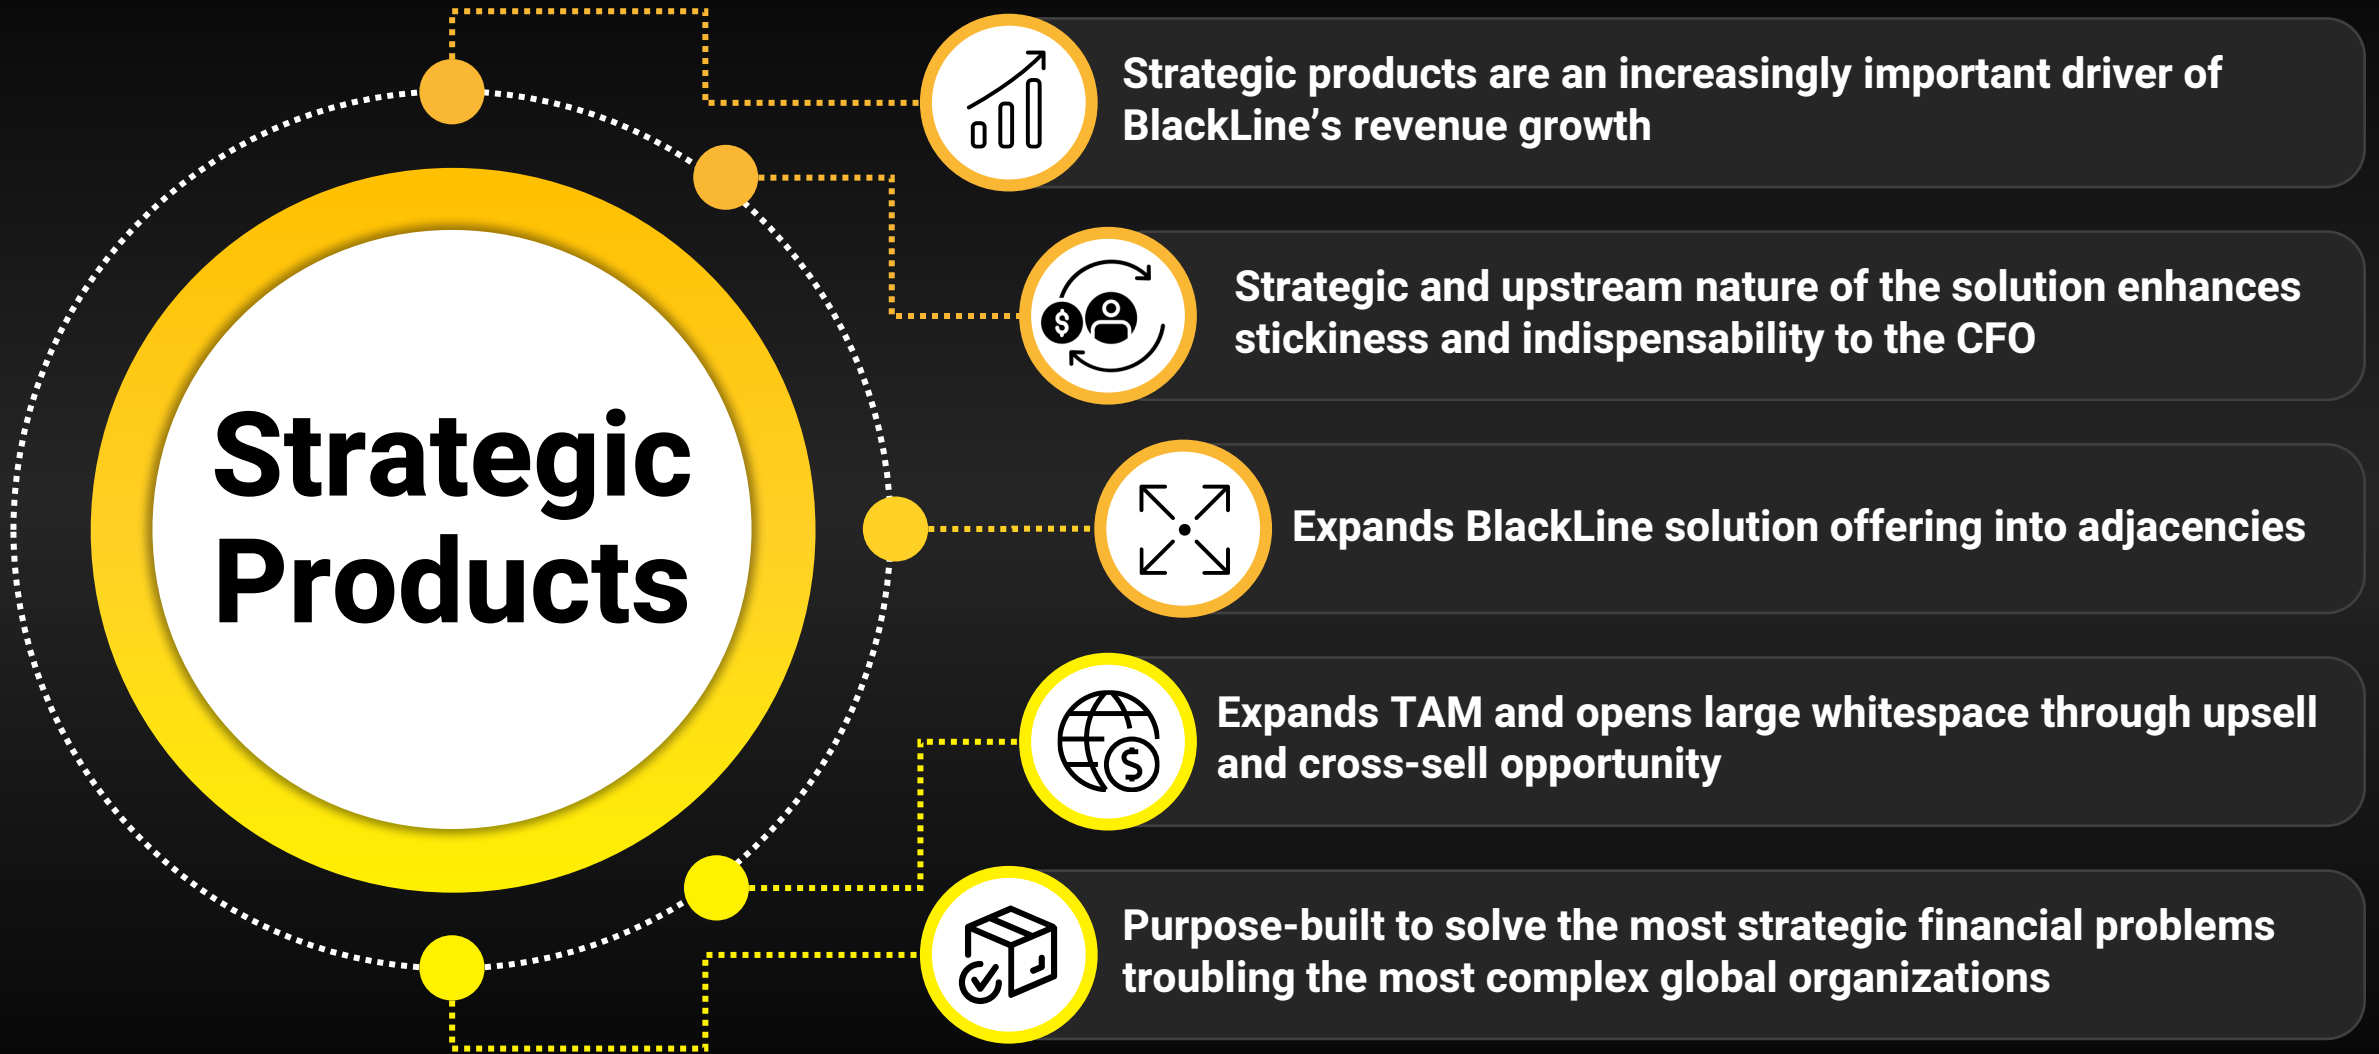 Strategic
Products
Strategic products are an increasingly important driver of
BlackLine’s revenue growth
Strategic and upstream nature of the solution enhances
stickiness and indispensability to the CFO
Expands BlackLine solution offering into adjacencies
Expands TAM and opens large whitespace through upsell
and cross-sell opportunity
Purpose-built to solve the most strategic financial problems
troubling the most complex global organizations